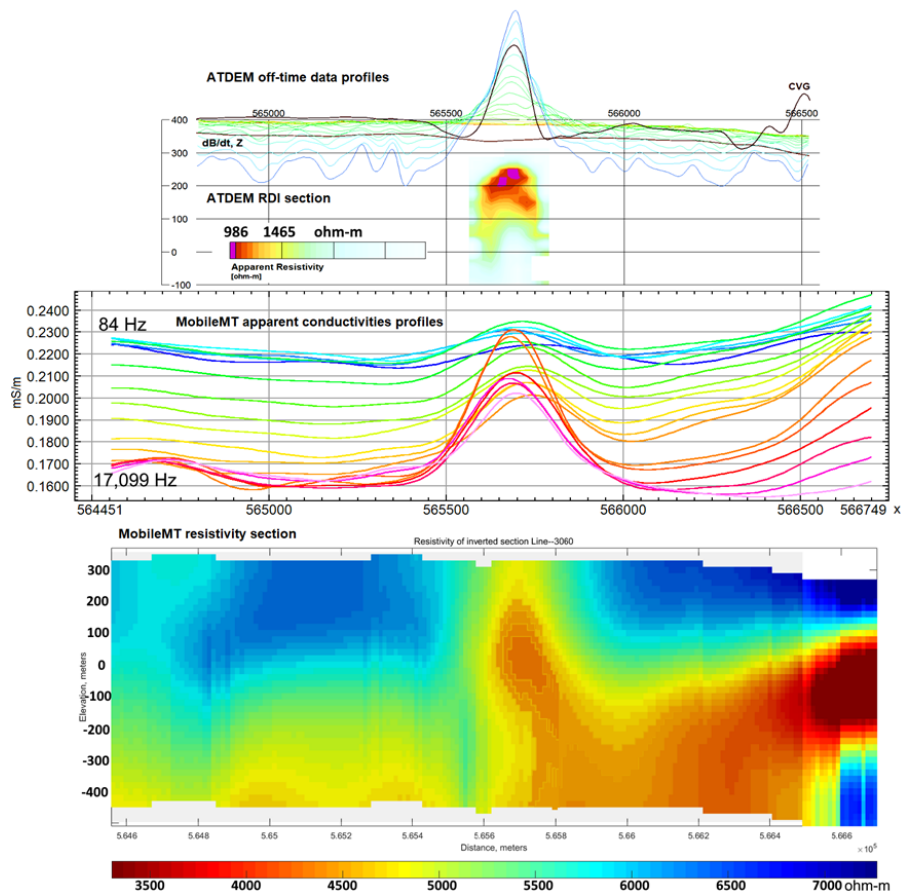 ATDEM off-time data profiles
CVG
565000 565500 566000 566500
400
dB/dt, Z
300
200
ATDEM RDI section
100
986 1465 ohm-m
0
Apparent Resistivity
[ohm-m]
-100
0.2400
84 Hz
MobileMT apparent conductivities profiles
0.2300
0.2200
0.2100
mS/m
0.2000
0.1900
0.1800
0.1700
17,099 Hz
0.1600
564451 565000 565500 566000 566500 566749 x
MobileMT resistivity section
Resistivity of inverted section Line--3060
300
200
100
0
-100
-200
-300
-400
Elevation, meters
5.646 5.648 5.65 5.652 5.654 5.656 5.658 5.66 5.662 5.664 5.666
Distance, meters
×10⁵
3500 4000 4500 5000 5500 6000 6500 7000 ohm-m